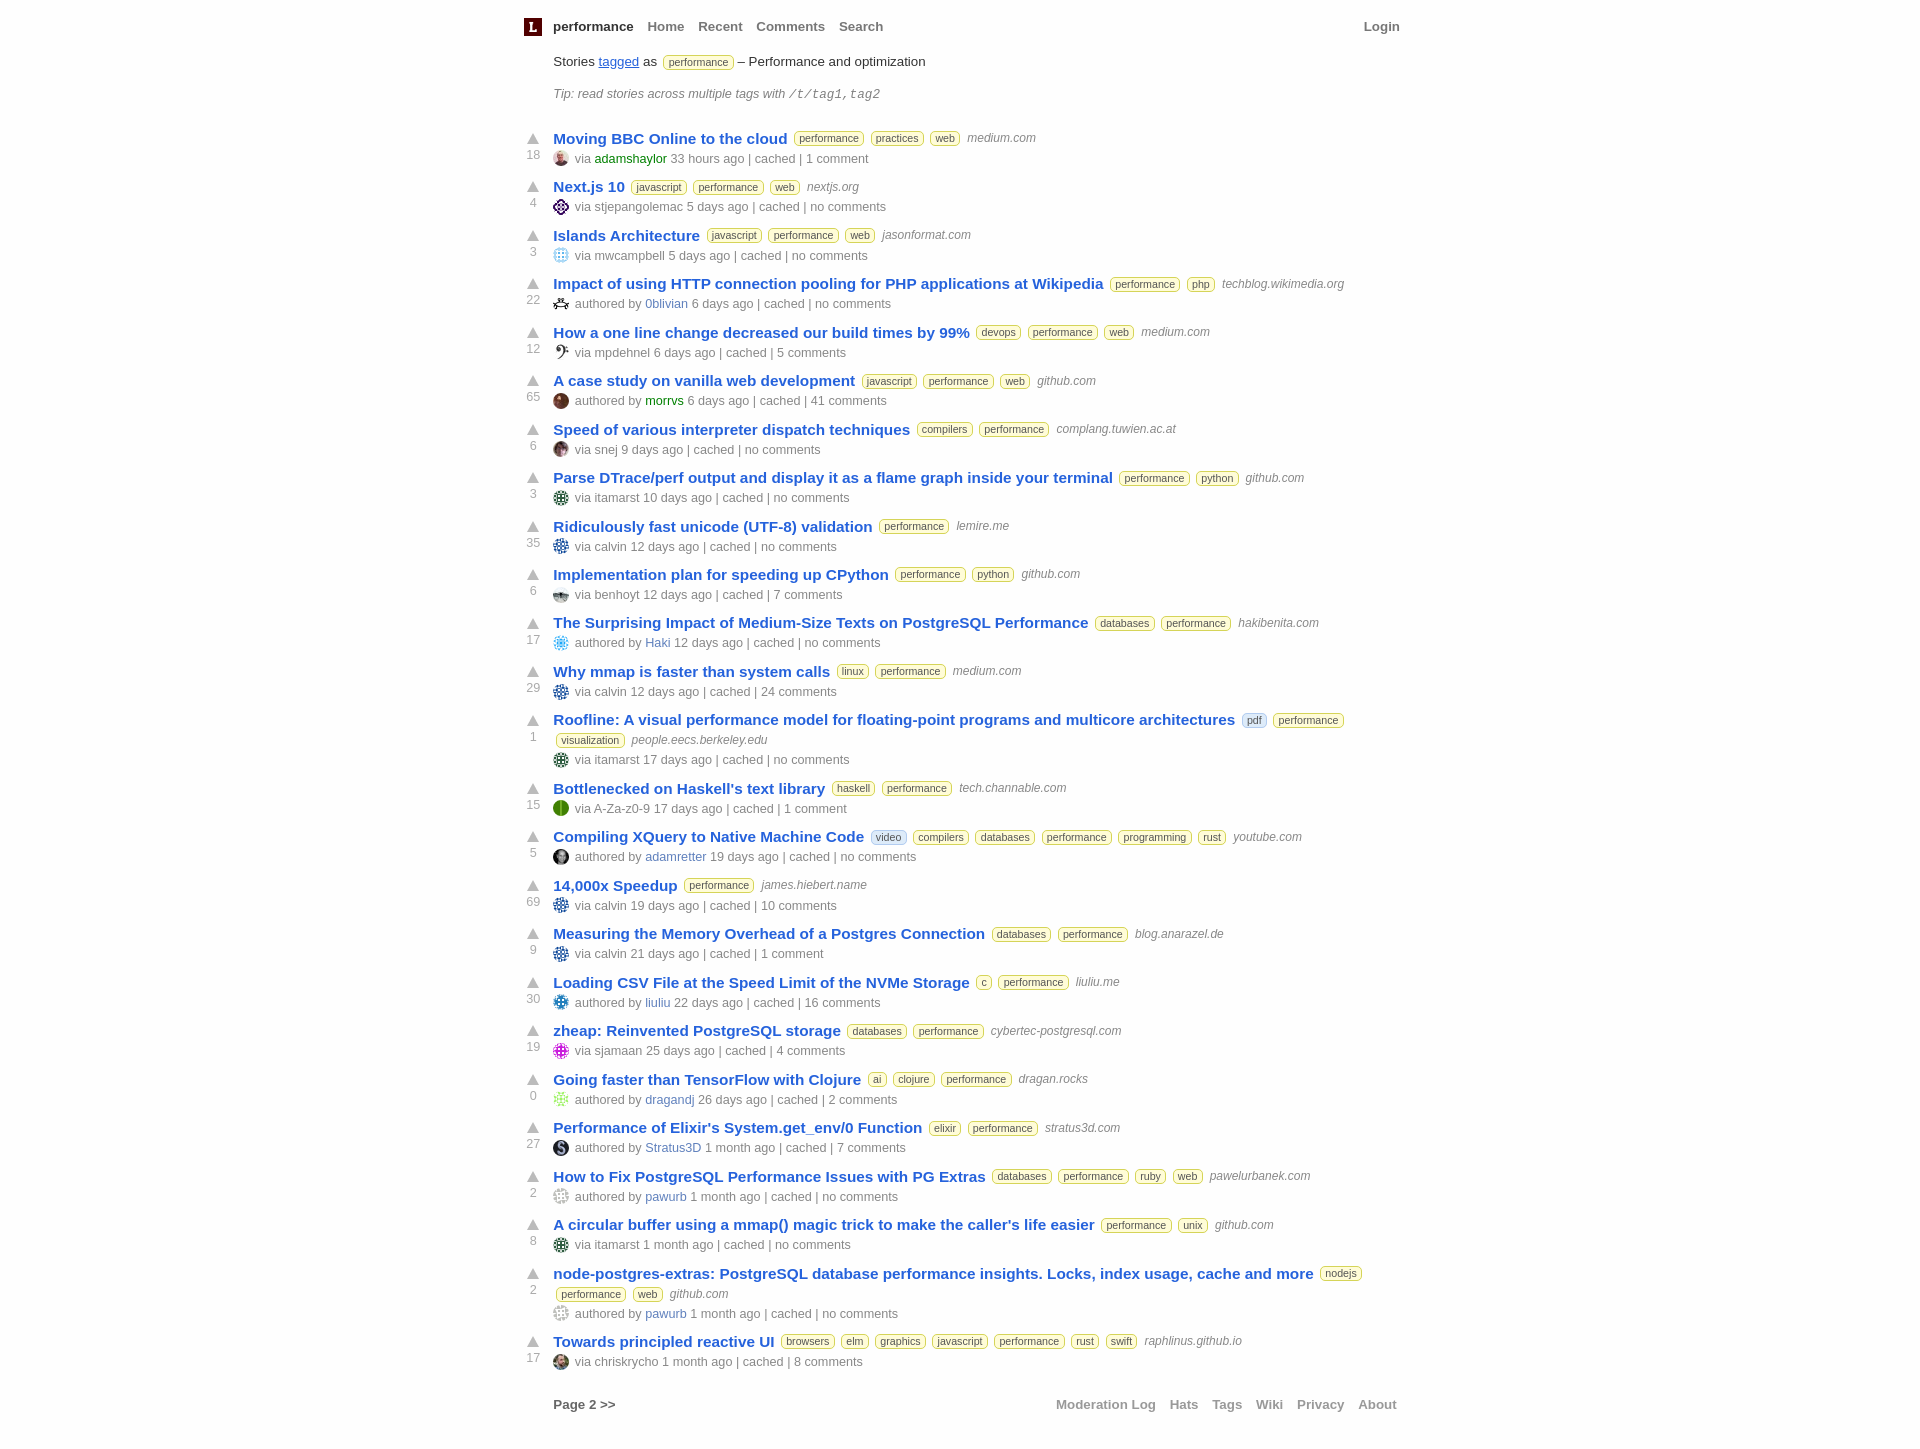 L performance Home Recent Comments Search Login
Stories tagged as performance – Performance and optimization
Tip: read stories across multiple tags with /t/tag1,tag2
Moving BBC Online to the cloud performance practices web medium.com
18 via adamshaylor 33 hours ago | cached | 1 comment
Next.js 10 javascript performance web nextjs.org
4 via stjepangolemac 5 days ago | cached | no comments
Islands Architecture javascript performance web jasonformat.com
3 via mwcampbell 5 days ago | cached | no comments
Impact of using HTTP connection pooling for PHP applications at Wikipedia performance php techblog.wikimedia.org
22 authored by 0blivian 6 days ago | cached | no comments
How a one line change decreased our build times by 99% devops performance web medium.com
12 via mpdehnel 6 days ago | cached | 5 comments
A case study on vanilla web development javascript performance web github.com
65 authored by morrvs 6 days ago | cached | 41 comments
Speed of various interpreter dispatch techniques compilers performance complang.tuwien.ac.at
6 via snej 9 days ago | cached | no comments
Parse DTrace/perf output and display it as a flame graph inside your terminal performance python github.com
3 via itamarst 10 days ago | cached | no comments
Ridiculously fast unicode (UTF-8) validation performance lemire.me
35 via calvin 12 days ago | cached | no comments
Implementation plan for speeding up CPython performance python github.com
6 via benhoyt 12 days ago | cached | 7 comments
The Surprising Impact of Medium-Size Texts on PostgreSQL Performance databases performance hakibenita.com
17 authored by Haki 12 days ago | cached | no comments
Why mmap is faster than system calls linux performance medium.com
29 via calvin 12 days ago | cached | 24 comments
Roofline: A visual performance model for floating-point programs and multicore architectures pdf performance
1 visualization people.eecs.berkeley.edu
via itamarst 17 days ago | cached | no comments
Bottlenecked on Haskell's text library haskell performance tech.channable.com
15 via A-Za-z0-9 17 days ago | cached | 1 comment
Compiling XQuery to Native Machine Code video compilers databases performance programming rust youtube.com
5 authored by adamretter 19 days ago | cached | no comments
14,000x Speedup performance james.hiebert.name
69 via calvin 19 days ago | cached | 10 comments
Measuring the Memory Overhead of a Postgres Connection databases performance blog.anarazel.de
9 via calvin 21 days ago | cached | 1 comment
Loading CSV File at the Speed Limit of the NVMe Storage c performance liuliu.me
30 authored by liuliu 22 days ago | cached | 16 comments
zheap: Reinvented PostgreSQL storage databases performance cybertec-postgresql.com
19 via sjamaan 25 days ago | cached | 4 comments
Going faster than TensorFlow with Clojure ai clojure performance dragan.rocks
0 authored by dragandj 26 days ago | cached | 2 comments
Performance of Elixir's System.get_env/0 Function elixir performance stratus3d.com
27 authored by Stratus3D 1 month ago | cached | 7 comments
How to Fix PostgreSQL Performance Issues with PG Extras databases performance ruby web pawelurbanek.com
2 authored by pawurb 1 month ago | cached | no comments
A circular buffer using a mmap() magic trick to make the caller's life easier performance unix github.com
8 via itamarst 1 month ago | cached | no comments
node-postgres-extras: PostgreSQL database performance insights. Locks, index usage, cache and more nodejs
2 performance web github.com
authored by pawurb 1 month ago | cached | no comments
Towards principled reactive UI browsers elm graphics javascript performance rust swift raphlinus.github.io
17 via chriskrycho 1 month ago | cached | 8 comments
Page 2 >> Moderation Log Hats Tags Wiki Privacy About